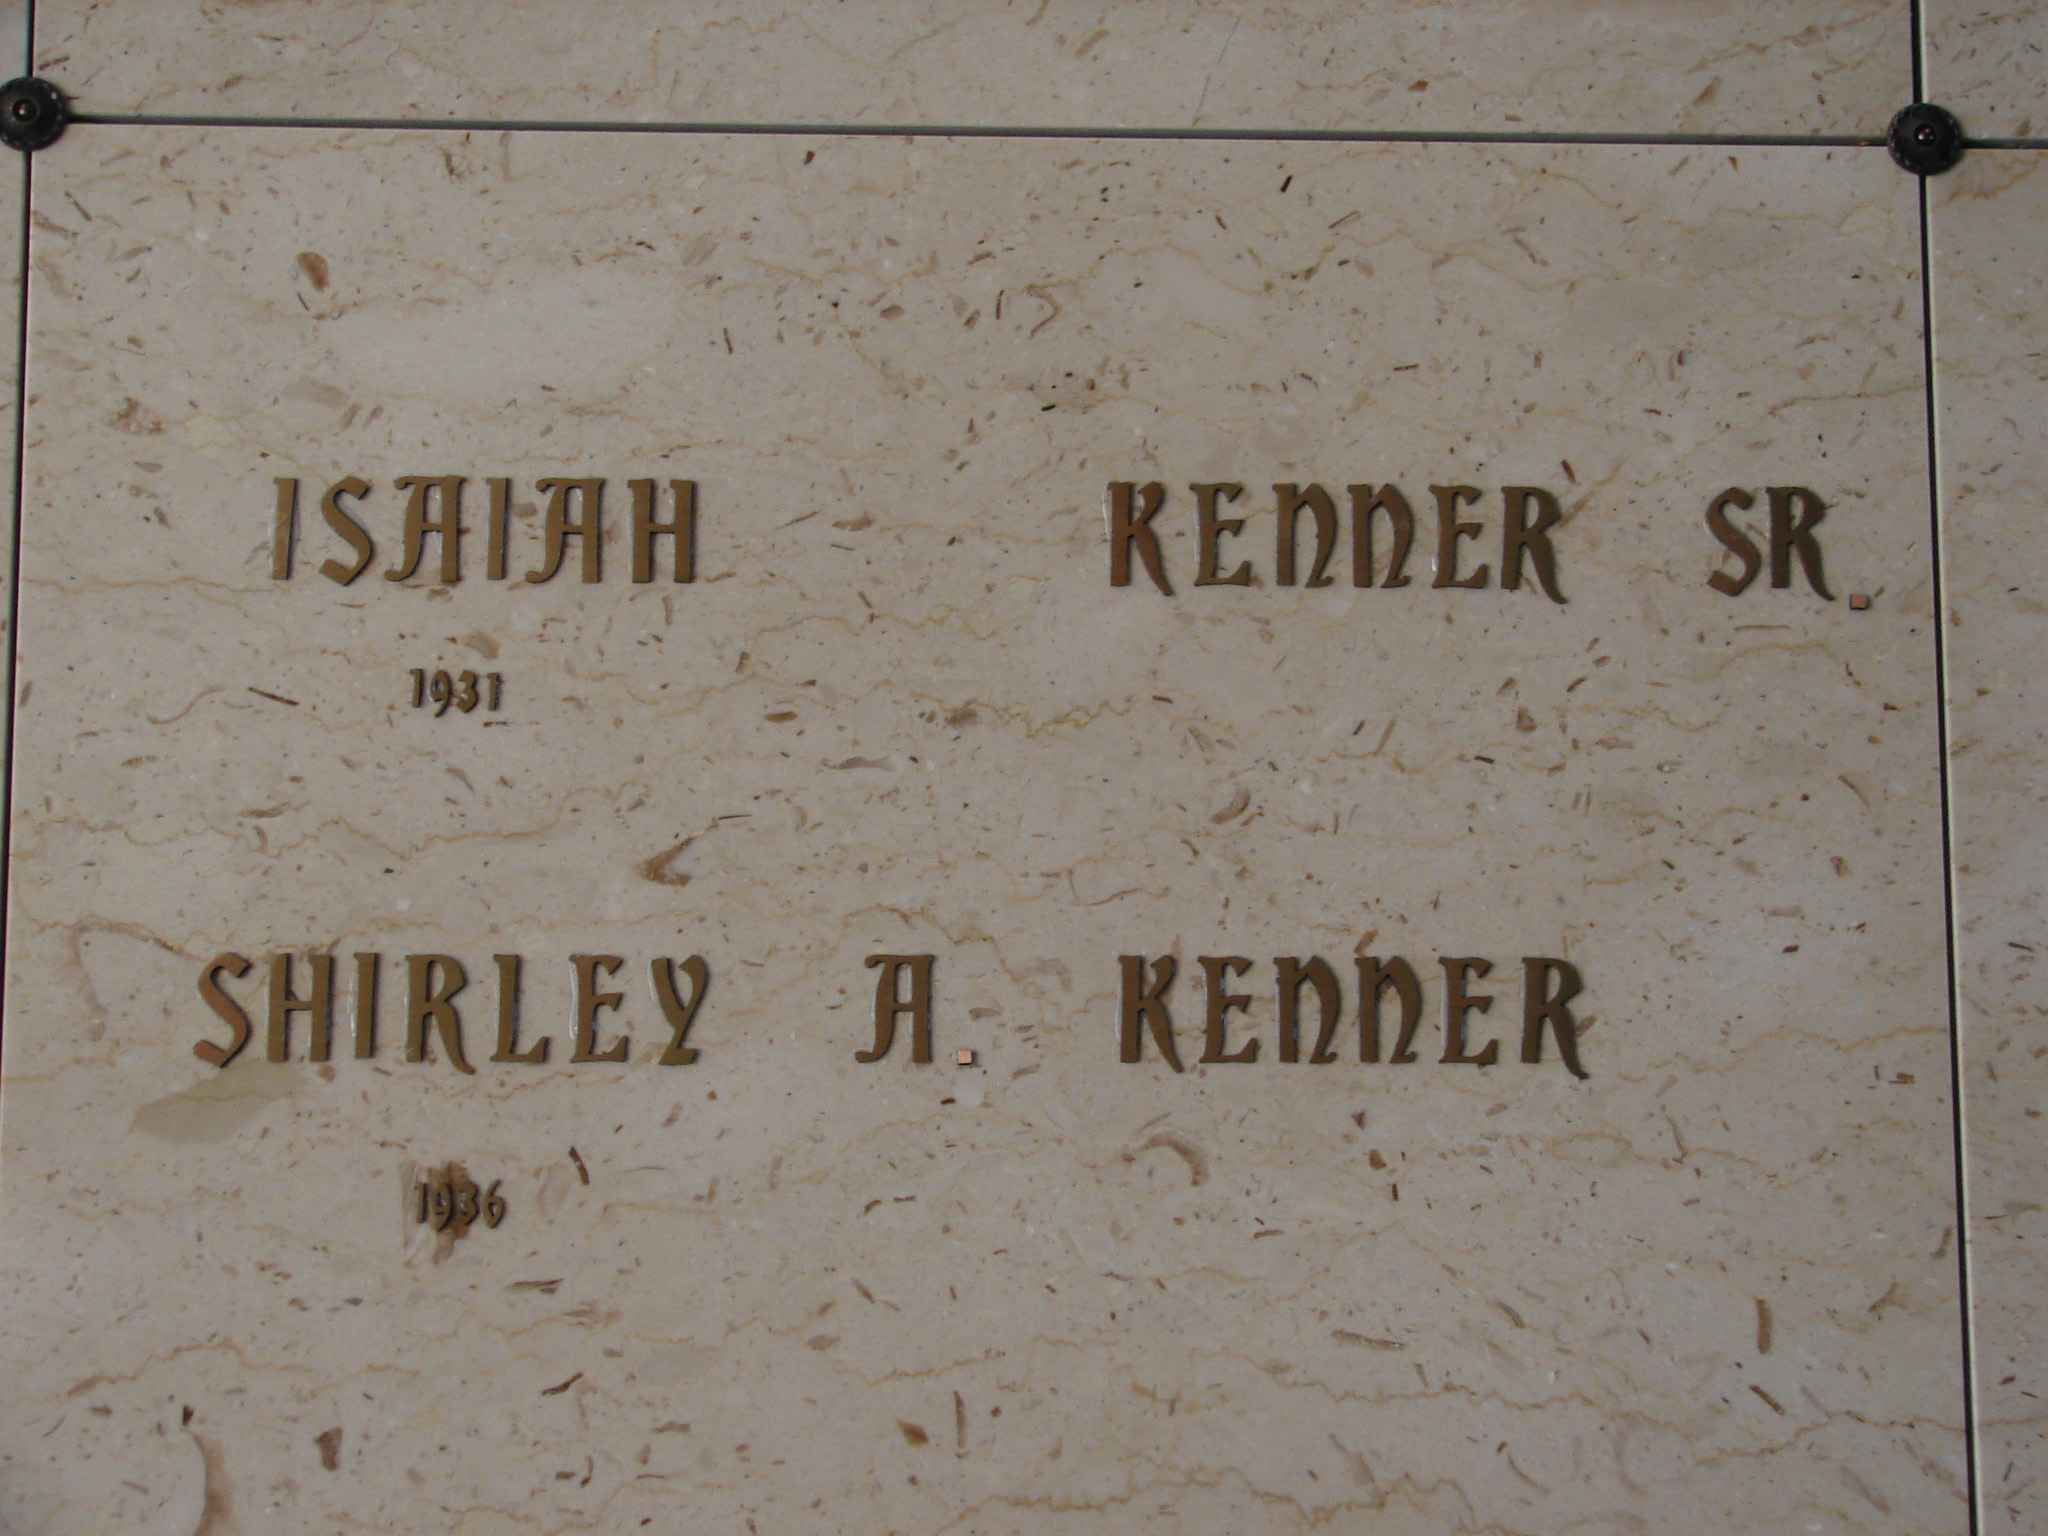 ISAIAH KENNER SR.
1931
SHIRLEY A. KENNER
1936